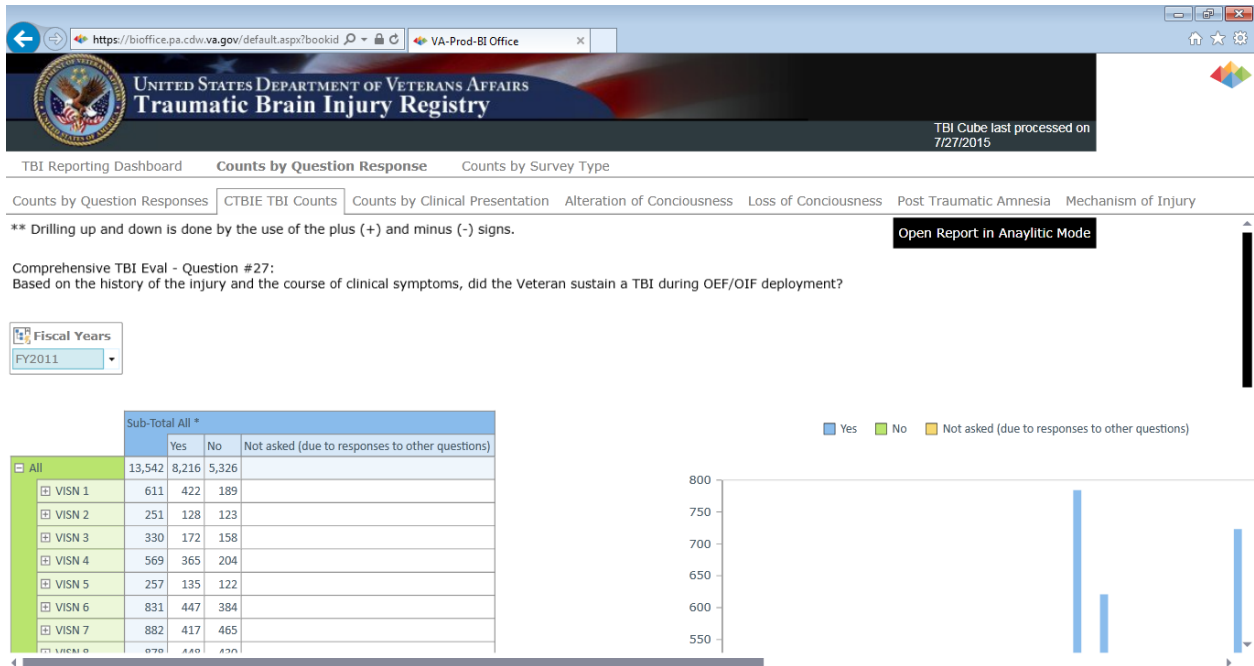 https://bioffice.pa.cdw.va.gov/default.aspx?bookid
VA-Prod-BI Office
UNITED STATES DEPARTMENT OF VETERANS AFFAIRS
Traumatic Brain Injury Registry
TBI Cube last processed on
7/27/2015
TBI Reporting Dashboard Counts by Question Response Counts by Survey Type
Counts by Question Responses CTBIE TBI Counts Counts by Clinical Presentation Alteration of Conciousness Loss of Conciousness Post Traumatic Amnesia Mechanism of Injury
** Drilling up and down is done by the use of the plus (+) and minus (-) signs.
Open Report in Anaylitic Mode
Comprehensive TBI Eval - Question #27:
Based on the history of the injury and the course of clinical symptoms, did the Veteran sustain a TBI during OEF/OIF deployment?
Fiscal Years
FY2011
Sub-Total All *
Yes No Not asked (due to responses to other questions)
All 13,542 8,216 5,326
VISN 1 611 422 189
VISN 2 251 128 123
VISN 3 330 172 158
VISN 4 569 365 204
VISN 5 257 135 122
VISN 6 831 447 384
VISN 7 882 417 465
VISN 8 878 448 430
Yes No Not asked (due to responses to other questions)
800
750
700
650
600
550